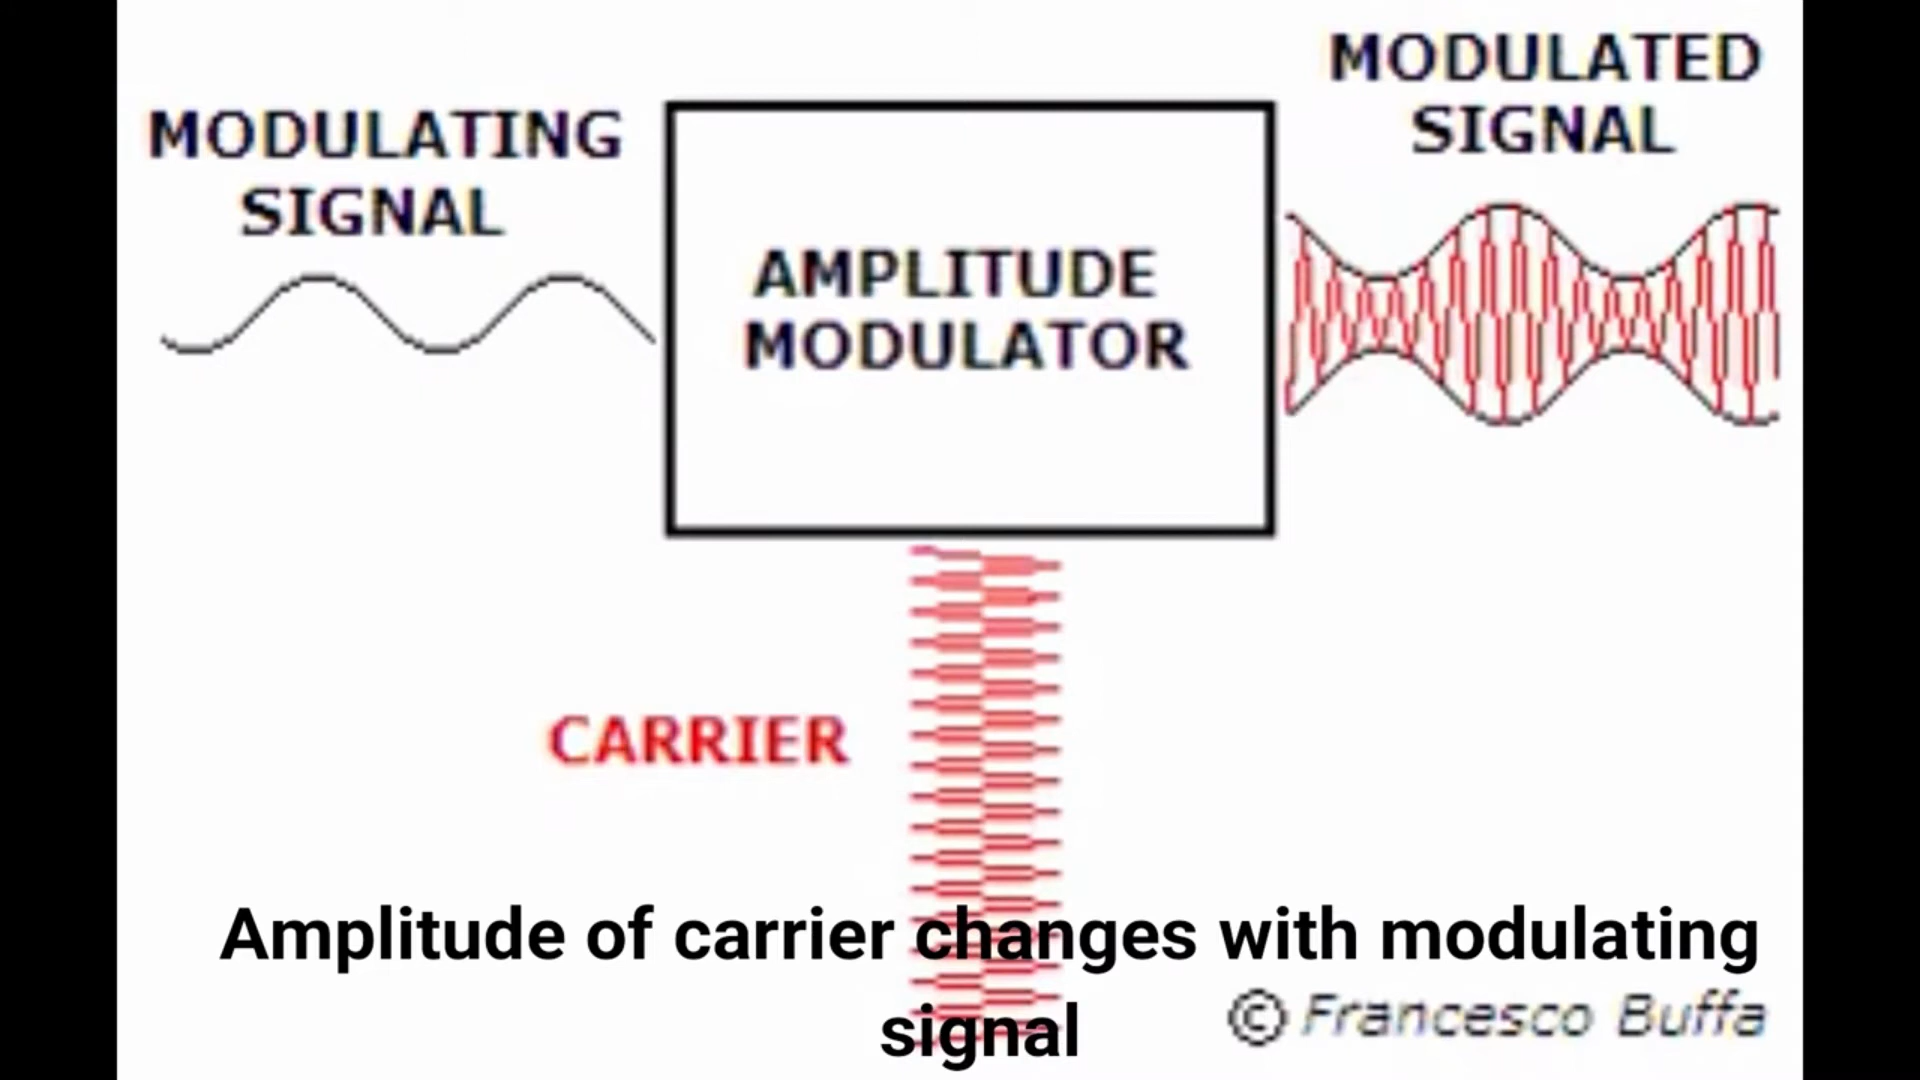 MODULATING
SIGNAL
AMPLITUDE
MODULATOR
MODULATED
SIGNAL
CARRIER
Amplitude of carrier changes with modulating
signal
© Francesco Buffa